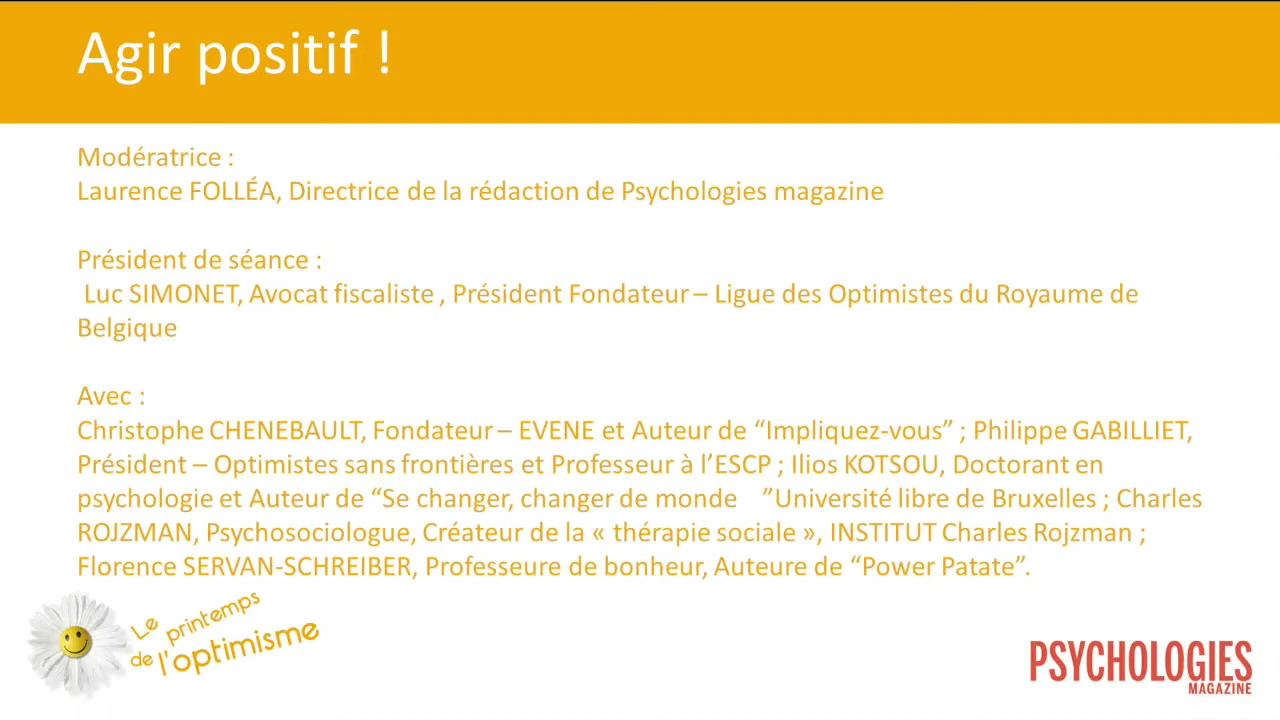 Agir positif !
Modératrice :
Laurence FOLLÉA, Directrice de la rédaction de Psychologies magazine
Président de séance :
Luc SIMONET, Avocat fiscaliste , Président Fondateur – Ligue des Optimistes du Royaume de
Belgique
Avec :
Christophe CHENEBAULT, Fondateur – EVENE et Auteur de “Impliquez-vous” ; Philippe GABILLIET,
Président – Optimistes sans frontières et Professeur à l’ESCP ; Ilios KOTSOU, Doctorant en
psychologie et Auteur de “Se changer, changer de monde ”Université libre de Bruxelles ; Charles
ROJZMAN, Psychosociologue, Créateur de la « thérapie sociale », INSTITUT Charles Rojzman ;
Florence SERVAN-SCHREIBER, Professeure de bonheur, Auteure de “Power Patate”.
Le printemps
de l'optimisme
PSYCHOLOGIES
MAGAZINE